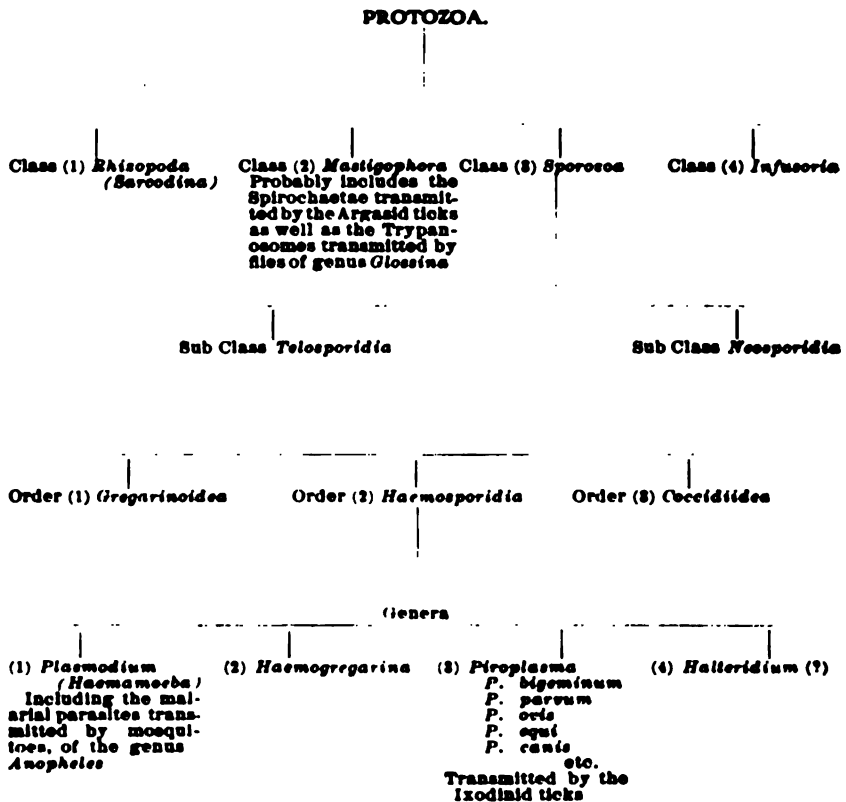 PROTOZOA.
Class (1) Rhizopoda
(Sarcodina)
Class (2) Mastigophora
Probably includes the
Spirochaetae transmit-
ted by the Argasid ticks
as well as the Trypan-
osomes transmitted by
flies of genus Glossina
Class (3) Sporozoa
Class (4) Infusoria
Sub Class Telosporidia
Sub Class Neosporidia
Order (1) Gregarinoidea
Order (2) Haemosporidia
Order (3) Coccidiidea
Genera
(1) Plasmodium
(Haemamoeba)
Including the mal-
arial parasites trans-
mitted by mosqui-
toes, of the genus
Anopheles
(2) Haemogregarina
(3) Piroplasma
P. bigeminum
P. parvum
P. ovis
P. equi
P. canis
etc.
Transmitted by the
Ixodinid ticks
(4) Halteridium (?)